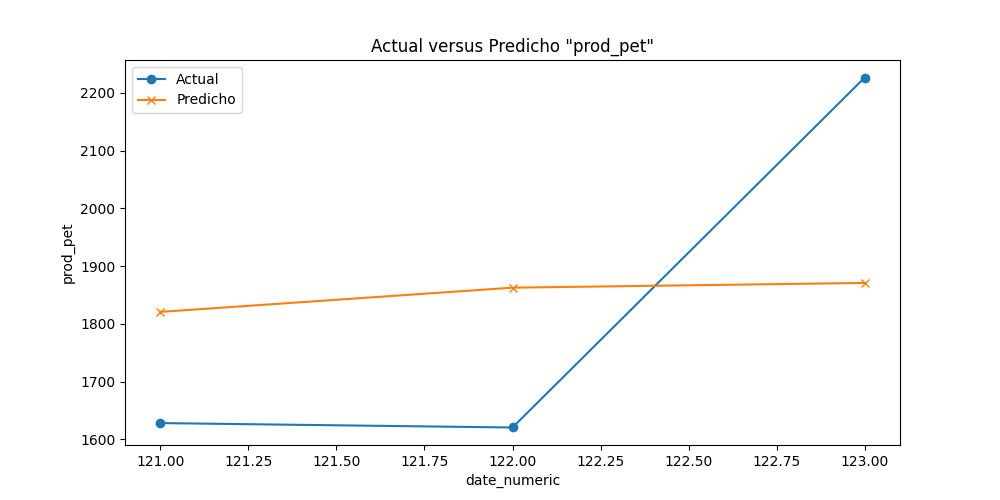 Actual versus Predicho "prod_pet"
Actual
Predicho
2200
2100
2000
1900
1800
1700
1600
prod_pet
121.00 121.25 121.50 121.75 122.00 122.25 122.50 122.75 123.00
date_numeric